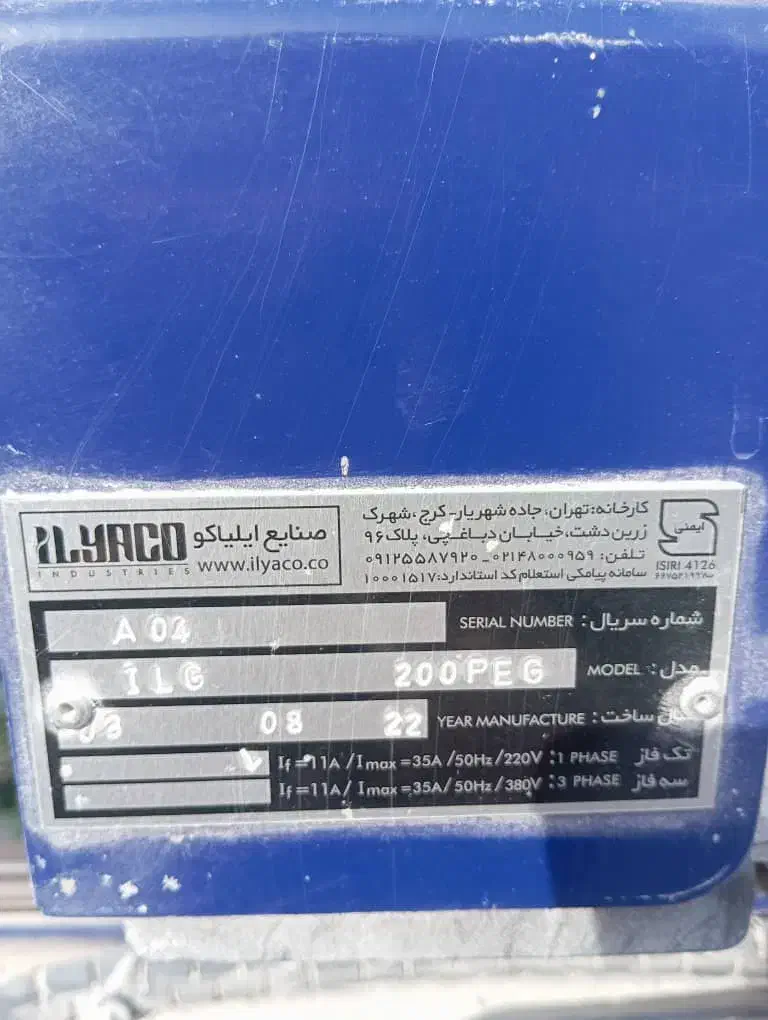 ILYACO
INDUSTRIES
صنایع ایلیاکو
www.ilyaco.co
کارخانه: تهران، جاده شهریار-کرج، شهرک
زرین دشت، خیابان دباغچی، پلاک ۹۶
تلفن: ۰۲۱۴۸۰۰۰۹۵۹ - ۰۹۱۲۵۵۸۷۹۲۰
سامانه پیامکی استعلام کد استاندارد: ۱۰۰۰۱۵۱۷
ایمنی
ISIRI 4126
A 04 SERIAL NUMBER : شماره سریال
ILG 200PEG MODEL : مدل
08 22 YEAR MANUFACTURE : ساخت
If=11A /Imax=35A /50Hz /220V :1 PHASE تک فاز
If=11A/ Imax=35A/ 50Hz/ 380V :3 PHASE سه فاز